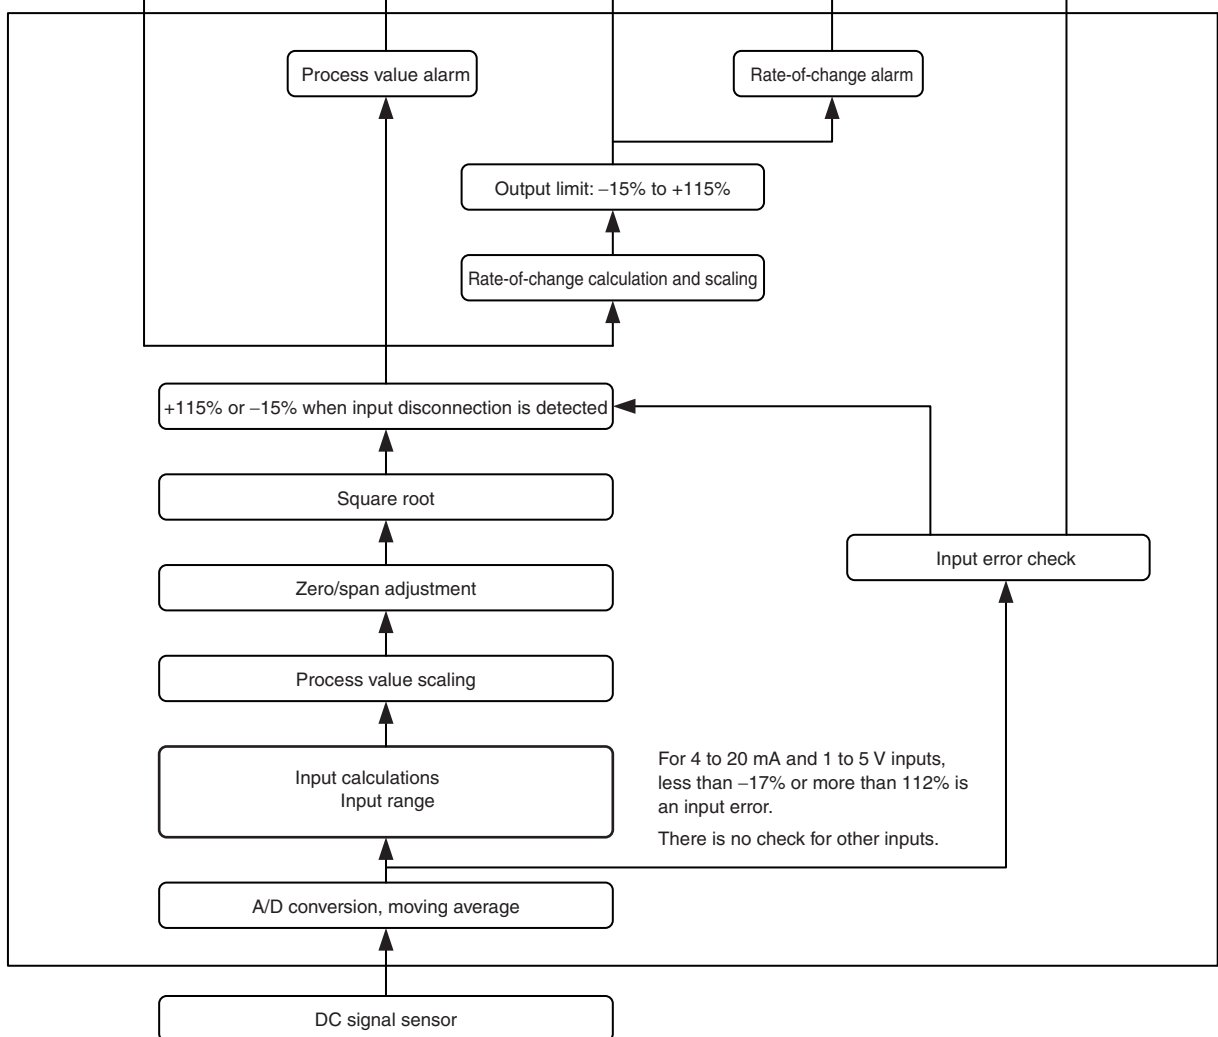 Process value alarm
Rate-of-change alarm
Output limit: –15% to +115%
Rate-of-change calculation and scaling
+115% or –15% when input disconnection is detected
Square root
Input error check
Zero/span adjustment
Process value scaling
Input calculations
Input range
For 4 to 20 mA and 1 to 5 V inputs,
less than –17% or more than 112% is
an input error.
There is no check for other inputs.
A/D conversion, moving average
DC signal sensor